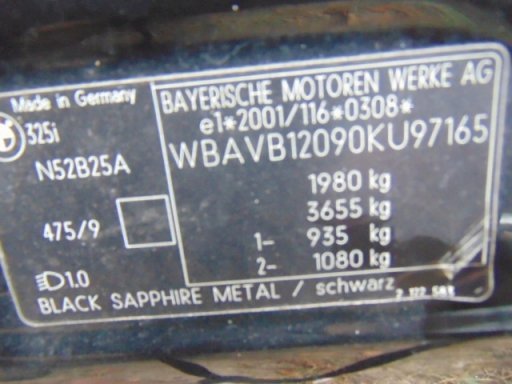 Made in Germany
325i
N52B25A
475/9
1.0
BAYERISCHE MOTOREN WERKE AG
e1*2001/116*0308*
WBAVB12090KU97165
1980 kg
3655 kg
1- 935 kg
2- 1080 kg
BLACK SAPPHIRE METAL / schwarz